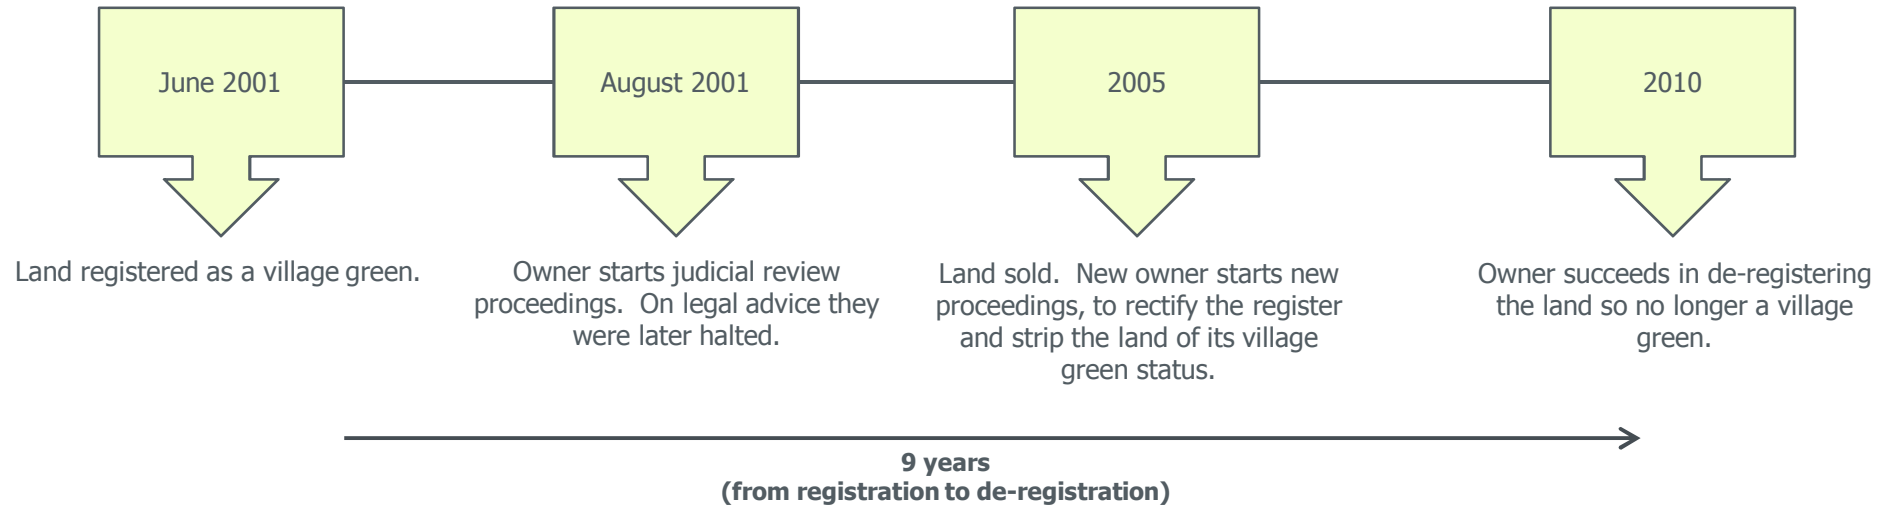 June 2001
August 2001
2005
2010
Land registered as a village green.
Owner starts judicial review
proceedings. On legal advice they
were later halted.
Land sold. New owner starts new
proceedings, to rectify the register
and strip the land of its village
green status.
Owner succeeds in de-registering
the land so no longer a village
green.
9 years
(from registration to de-registration)